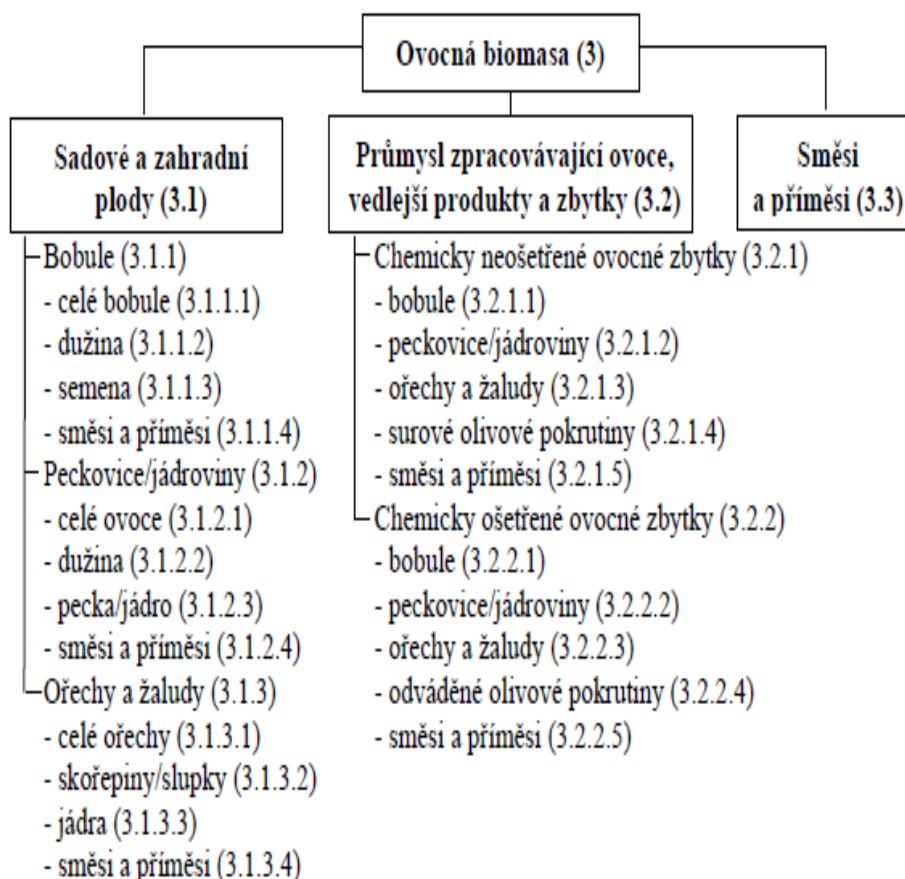 Ovocná biomasa (3)
Sadové a zahradní
plody (3.1)
Bobule (3.1.1)
- celé bobule (3.1.1.1)
- dužina (3.1.1.2)
- semena (3.1.1.3)
- směsi a příměsi (3.1.1.4)
Peckovice/jádroviny (3.1.2)
- celé ovoce (3.1.2.1)
- dužina (3.1.2.2)
- pecka/jádro (3.1.2.3)
- směsi a příměsi (3.1.2.4)
Ořechy a žaludy (3.1.3)
- celé ořechy (3.1.3.1)
- skořepiny/slupky (3.1.3.2)
- jádra (3.1.3.3)
- směsi a příměsi (3.1.3.4)
Průmysl zpracovávající ovoce,
vedlejší produkty a zbytky (3.2)
Chemicky neošetřené ovocné zbytky (3.2.1)
- bobule (3.2.1.1)
- peckovice/jádroviny (3.2.1.2)
- ořechy a žaludy (3.2.1.3)
- surové olivové pokrutiny (3.2.1.4)
- směsi a příměsi (3.2.1.5)
Chemicky ošetřené ovocné zbytky (3.2.2)
- bobule (3.2.2.1)
- peckovice/jádroviny (3.2.2.2)
- ořechy a žaludy (3.2.2.3)
- odváděné olivové pokrutiny (3.2.2.4)
- směsi a příměsi (3.2.2.5)
Směsi
a příměsi (3.3)